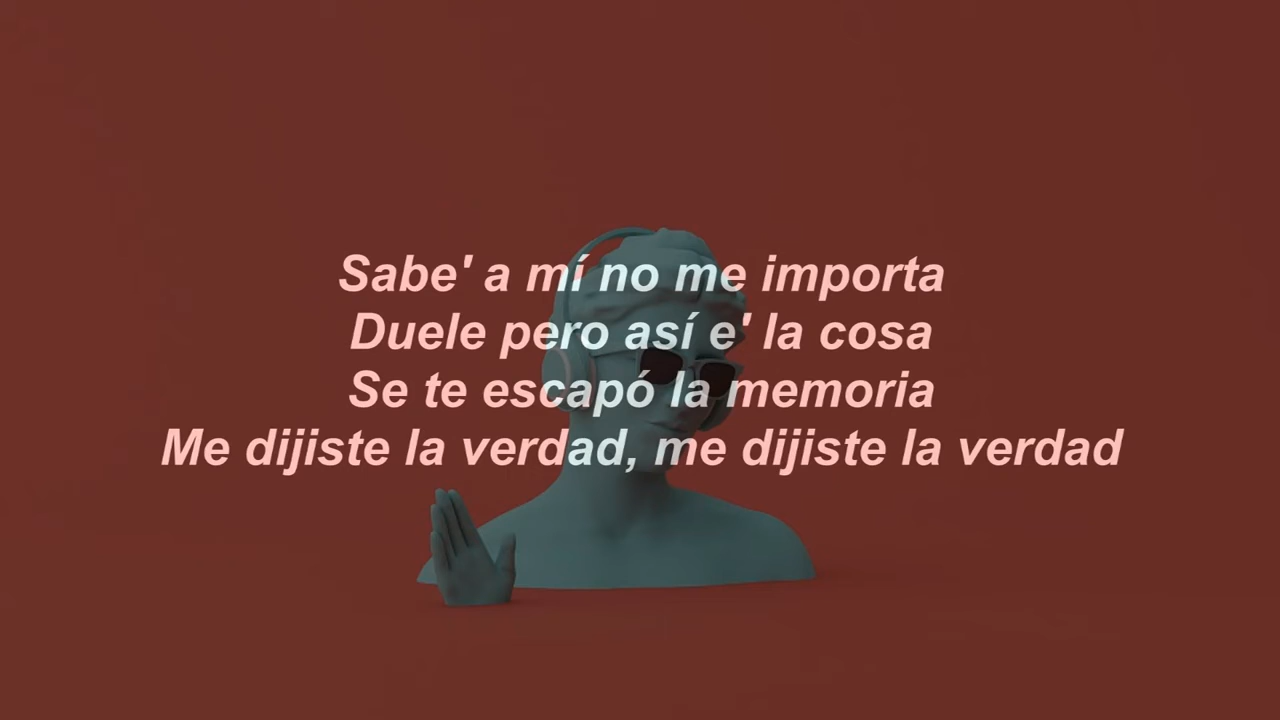 Sabe' a mí no me importa
Duele pero así e' la cosa
Se te escapó la memoria
Me dijiste la verdad, me dijiste la verdad